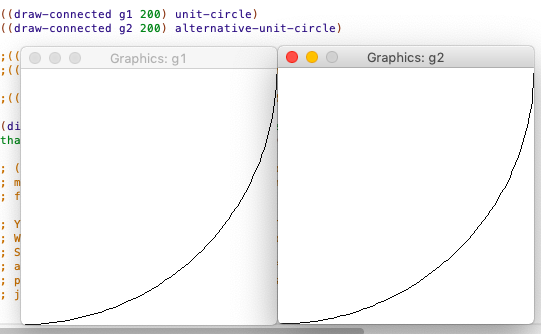 ((draw-connected g1 200) unit-circle)
((draw-connected g2 200) alternative-unit-circle)
;((
;((
Graphics: g1
Graphics: g2
;((
(di
tha
; (
; m
; f
; Y
; W
; S
; a
; p
; j